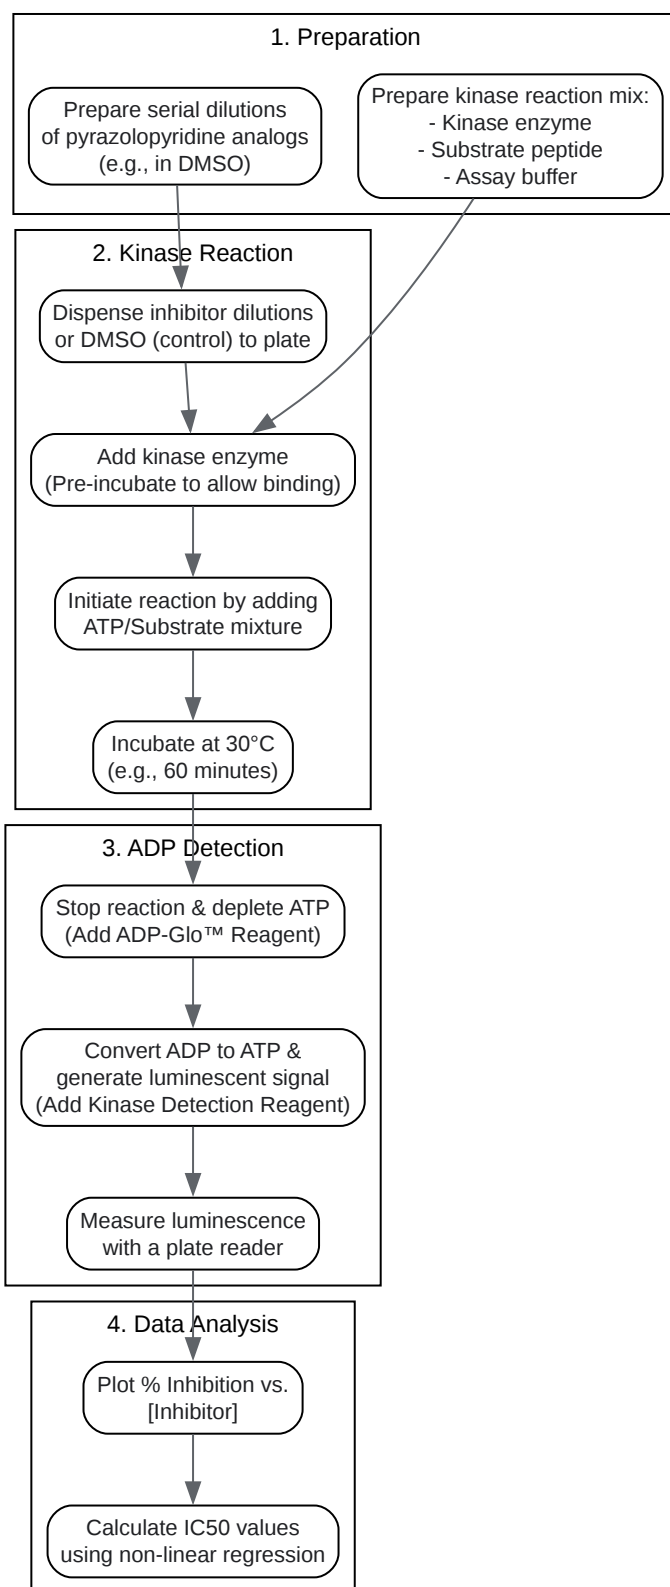 1. Preparation
Prepare serial dilutions
of pyrazolopyridine analogs
(e.g., in DMSO)
Prepare kinase reaction mix:
- Kinase enzyme
- Substrate peptide
- Assay buffer
2. Kinase Reaction
Dispense inhibitor dilutions
or DMSO (control) to plate
Add kinase enzyme
(Pre-incubate to allow binding)
Initiate reaction by adding
ATP/Substrate mixture
Incubate at 30°C
(e.g., 60 minutes)
3. ADP Detection
Stop reaction & deplete ATP
(Add ADP-Glo™ Reagent)
Convert ADP to ATP &
generate luminescent signal
(Add Kinase Detection Reagent)
Measure luminescence
with a plate reader
4. Data Analysis
Plot % Inhibition vs.
[Inhibitor]
Calculate IC50 values
using non-linear regression